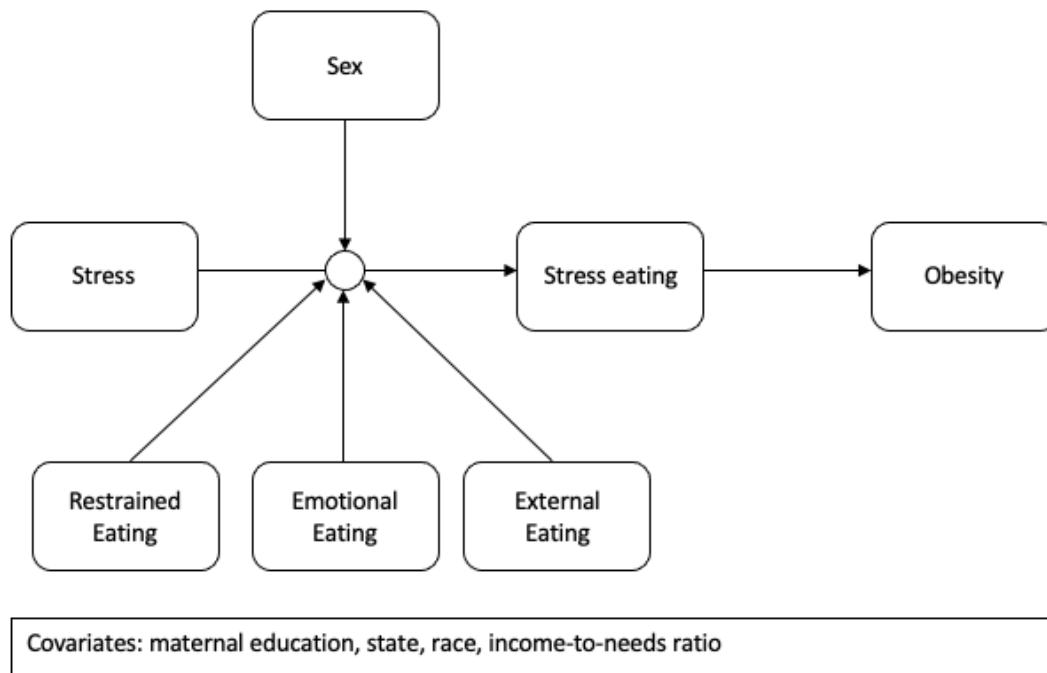 Sex
Stress
Stress eating
Obesity
Restrained
Eating
Emotional
Eating
External
Eating
Covariates: maternal education, state, race, income-to-needs ratio